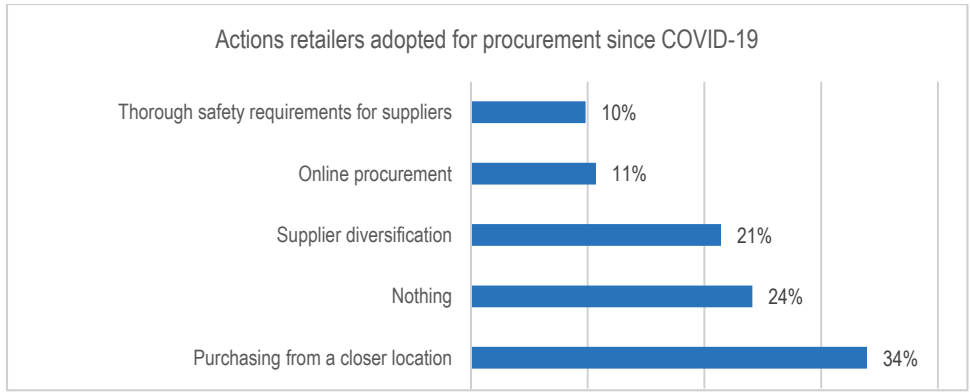 Actions retailers adopted for procurement since COVID-19
Thorough safety requirements for suppliers 10%
Online procurement 11%
Supplier diversification 21%
Nothing 24%
Purchasing from a closer location 34%